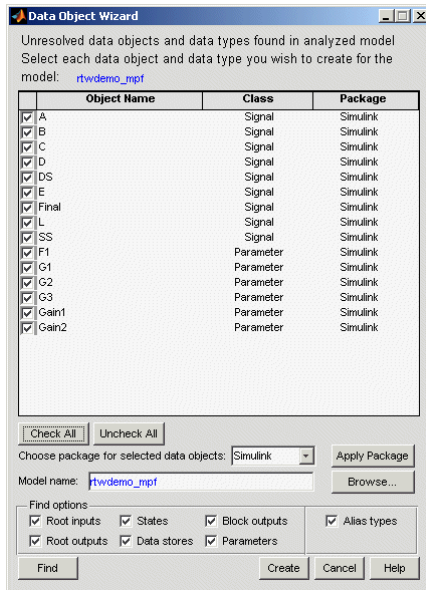 Data Object Wizard
Unresolved data objects and data types found in analyzed model
Select each data object and data type you wish to create for the
model: rtwdemo_mpf
Object Name Class Package
A Signal Simulink
B Signal Simulink
C Signal Simulink
D Signal Simulink
DS Signal Simulink
E Signal Simulink
Final Signal Simulink
L Signal Simulink
SS Signal Simulink
F1 Parameter Simulink
G1 Parameter Simulink
G2 Parameter Simulink
G3 Parameter Simulink
Gain1 Parameter Simulink
Gain2 Parameter Simulink
Check All Uncheck All
Choose package for selected data objects: Simulink Apply Package
Model name: rtwdemo_mpf Browse...
Find options
Root inputs States Block outputs Alias types
Root outputs Data stores Parameters
Find Create Cancel Help